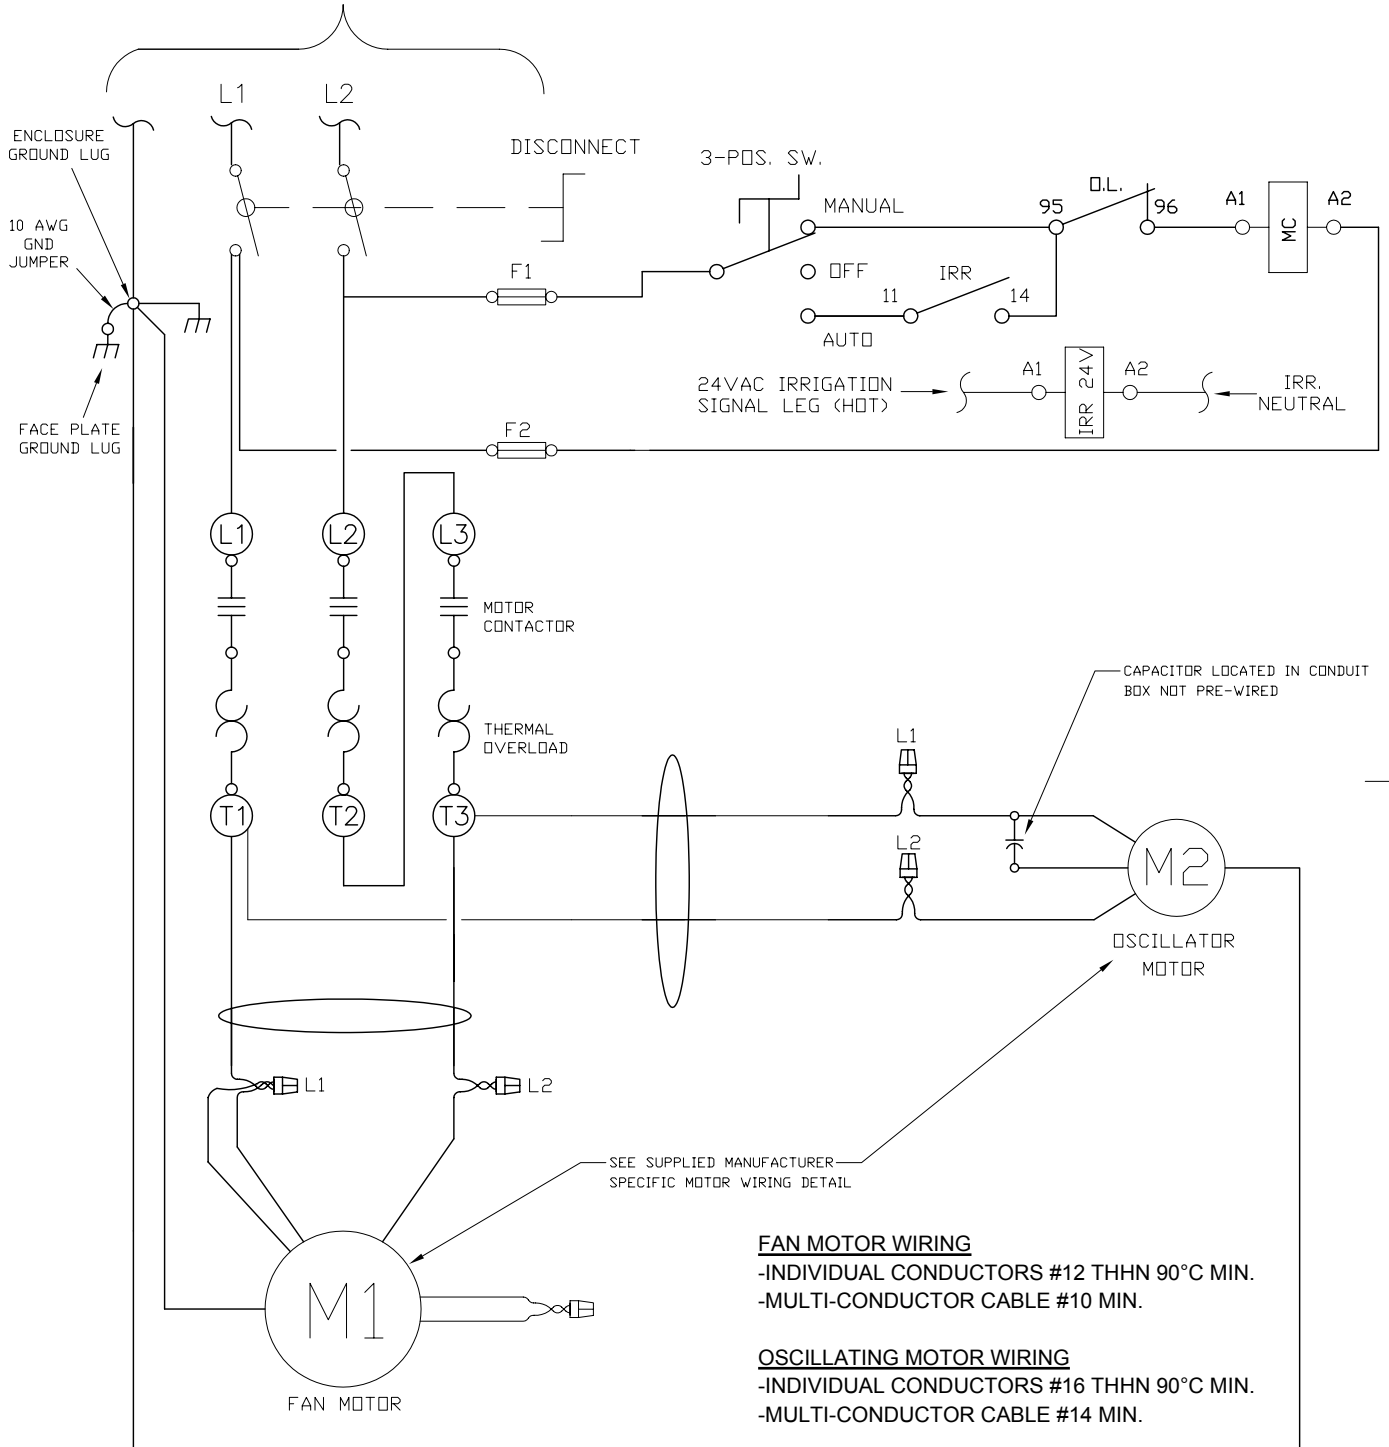 L1
L2
ENCLOSURE
GROUND LUG
DISCONNECT
3-POS. SW.
10 AWG
GND
JUMPER
MANUAL
OFF
AUTO
IRR
11
14
95
O.L.
96
A1
MC
A2
F1
24VAC IRRIGATION
SIGNAL LEG (HOT)
A1
IRR 24V
A2
IRR.
NEUTRAL
FACE PLATE
GROUND LUG
F2
L1
L2
L3
MOTOR
CONTACTOR
THERMAL
OVERLOAD
T1
T2
T3
CAPACITOR LOCATED IN CONDUIT
BOX NOT PRE-WIRED
L1
L2
M2
OSCILLATOR
MOTOR
L1
L2
SEE SUPPLIED MANUFACTURER
SPECIFIC MOTOR WIRING DETAIL
M1
FAN MOTOR
FAN MOTOR WIRING
-INDIVIDUAL CONDUCTORS #12 THHN 90°C MIN.
-MULTI-CONDUCTOR CABLE #10 MIN.
OSCILLATING MOTOR WIRING
-INDIVIDUAL CONDUCTORS #16 THHN 90°C MIN.
-MULTI-CONDUCTOR CABLE #14 MIN.